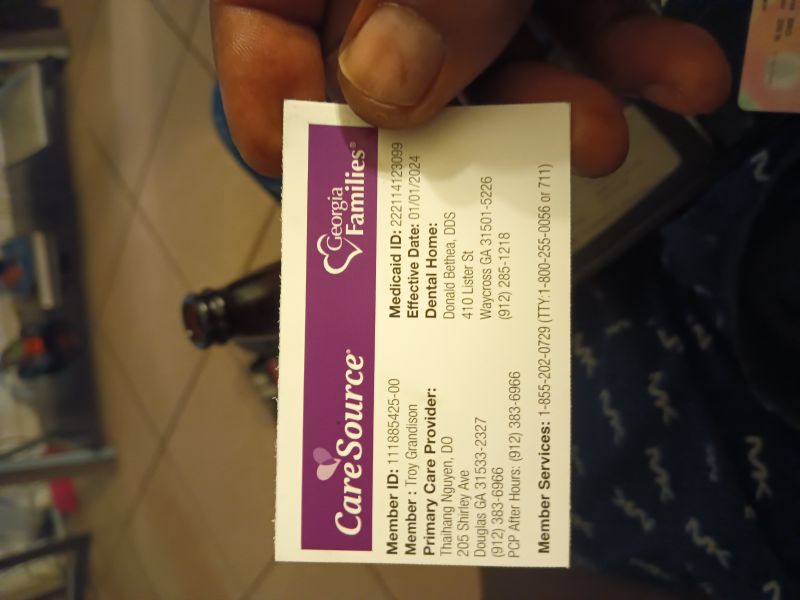 CareSource®
Georgia
Families®
Member ID: 111885425-00
Member : Troy Grandison
Primary Care Provider:
Thaihang Nguyen, DO
205 Shirley Ave
Douglas GA 31533-2327
(912) 383-6966
PCP After Hours: (912) 383-6966
Medicaid ID: 222114123099
Effective Date: 01/01/2024
Dental Home:
Donald Bethea, DDS
410 Lister St
Waycross GA 31501-5226
(912) 285-1218
Member Services: 1-855-202-0729 (TTY:1-800-255-0056 or 711)